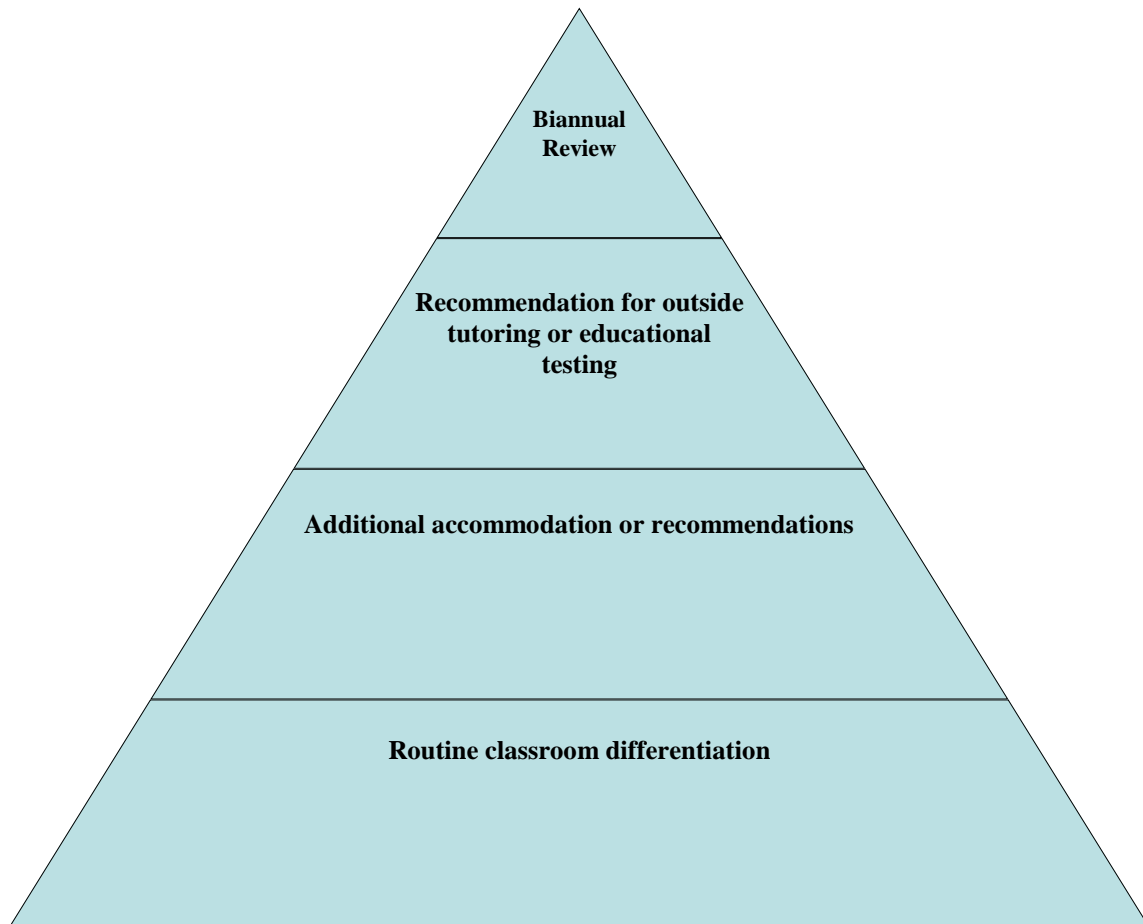 Biannual
Review
Recommendation for outside
tutoring or educational
testing
Additional accommodation or recommendations
Routine classroom differentiation